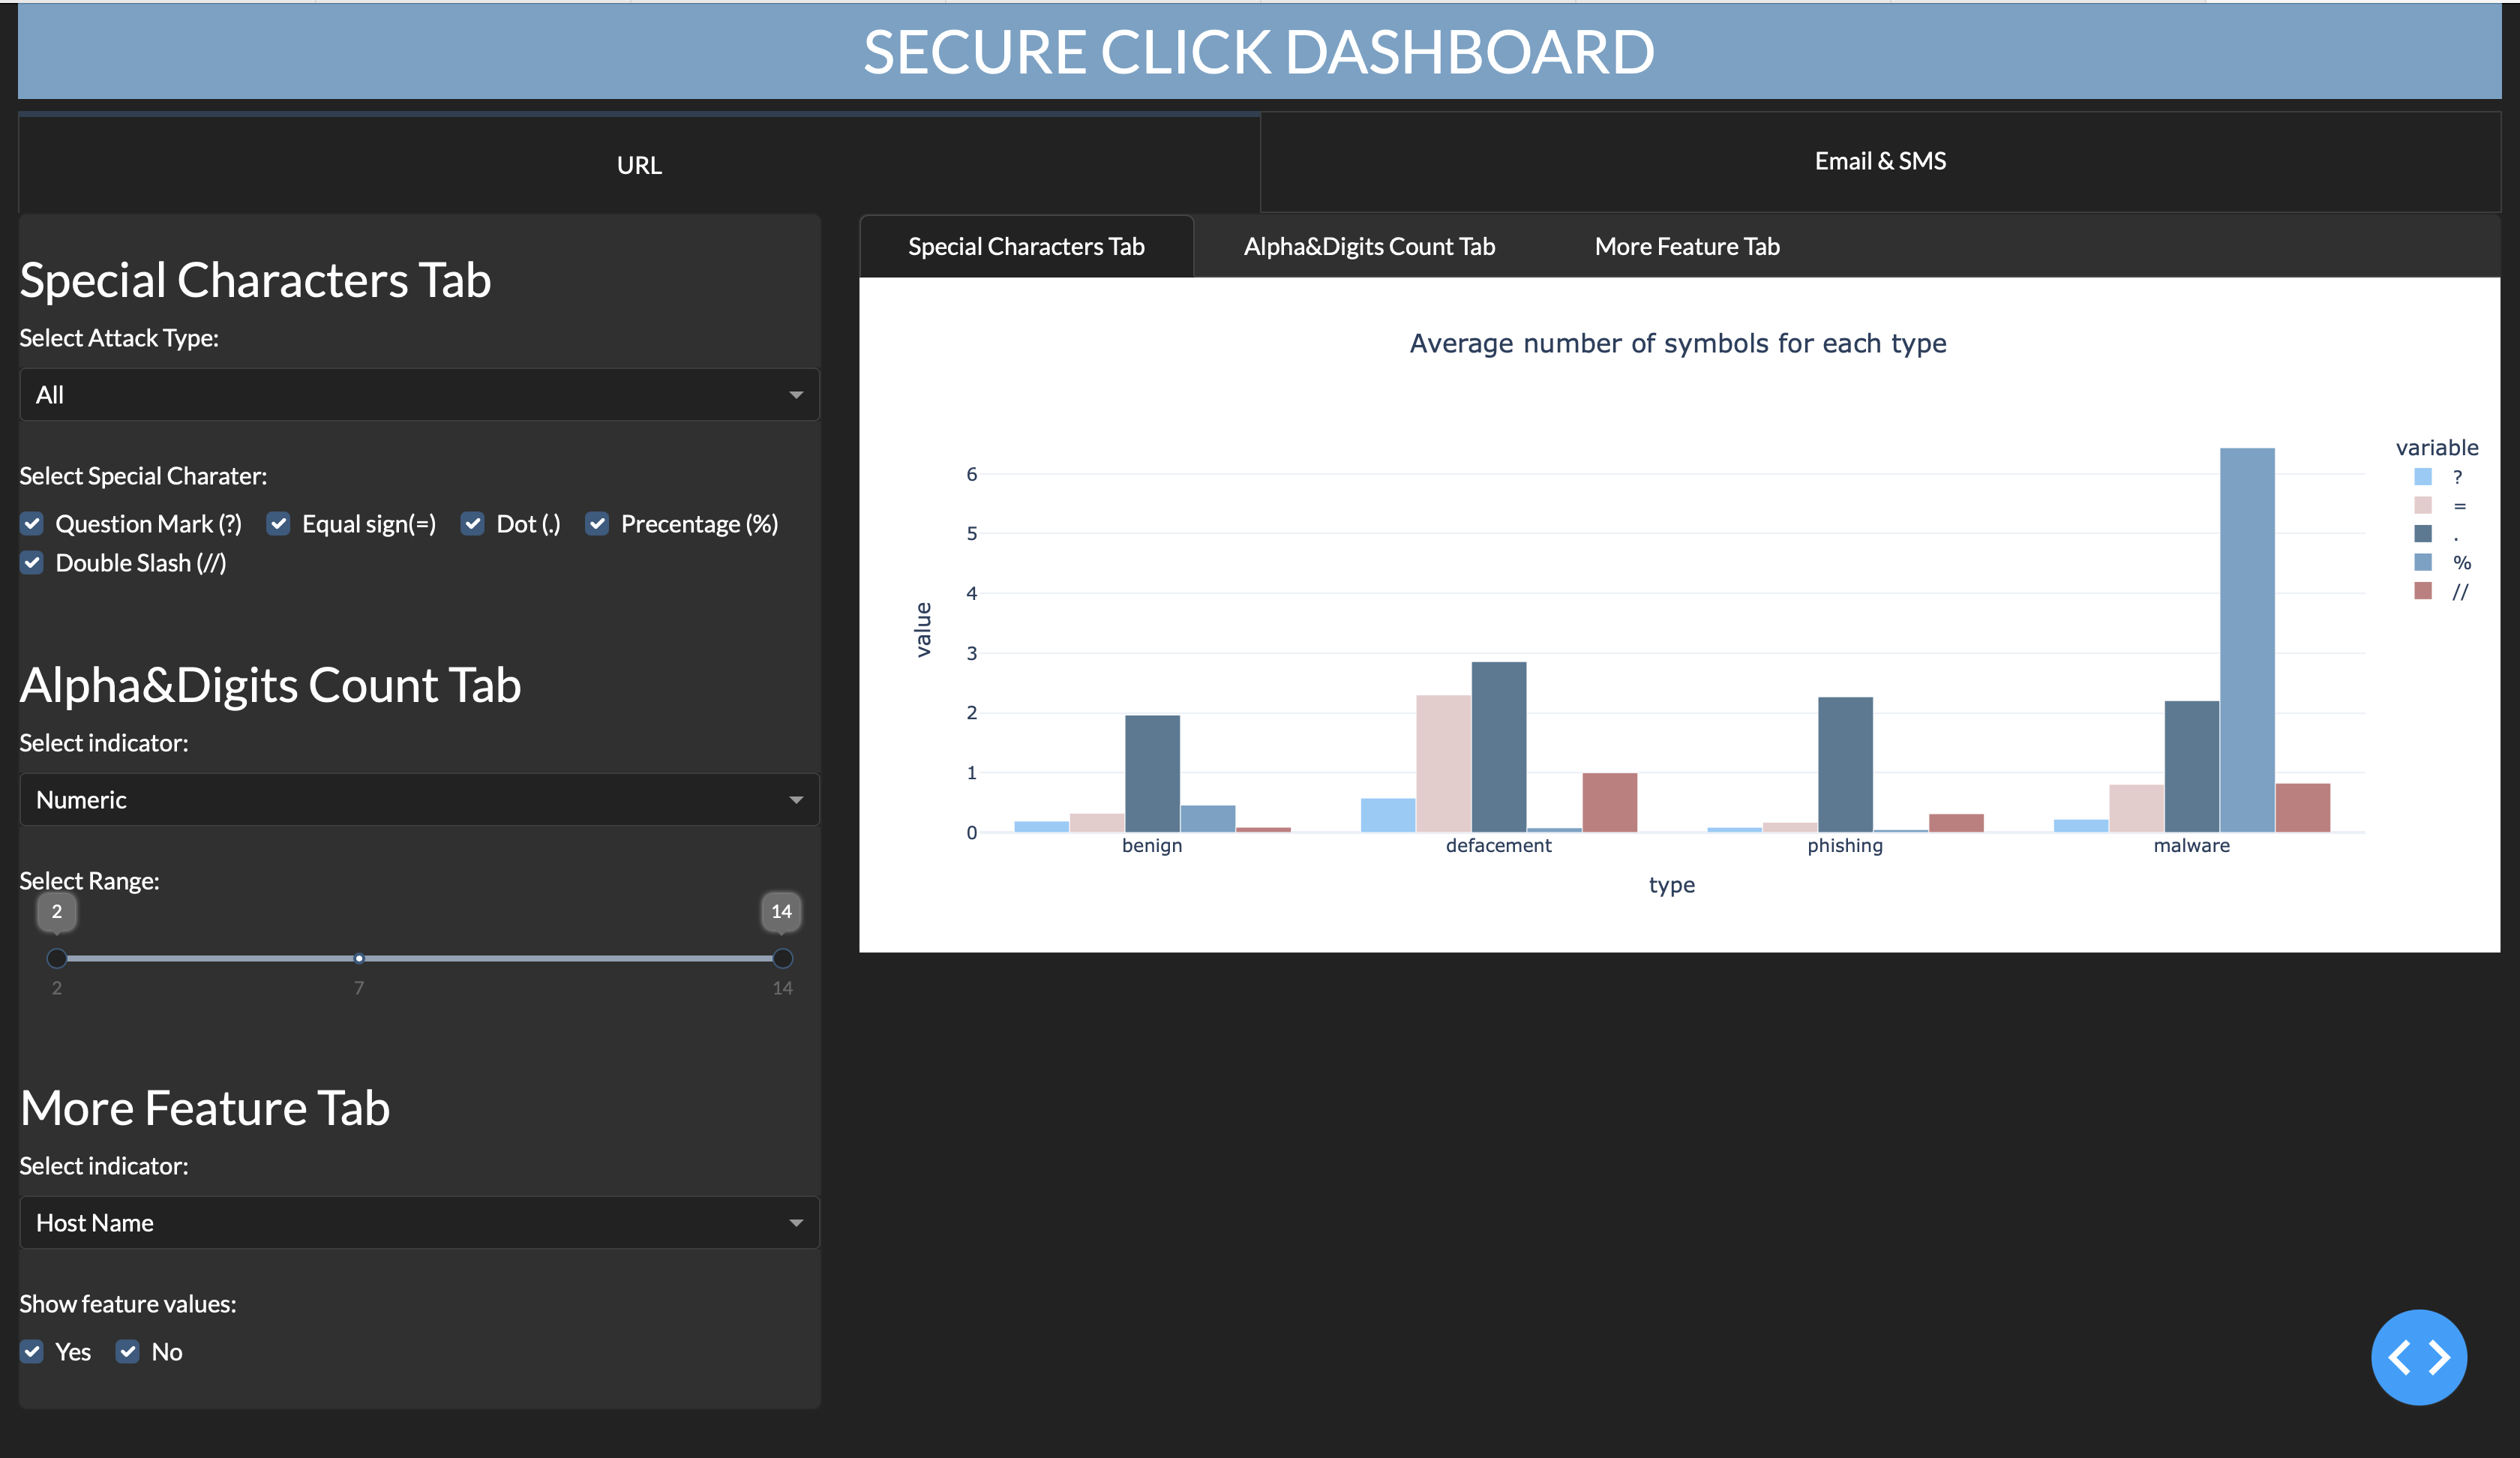 SECURE CLICK DASHBOARD
URL
Email & SMS
Special Characters Tab
Select Attack Type:
All
Select Special Charater:
Question Mark (?) Equal sign(=) Dot (.) Precentage (%)
Double Slash (//)
Alpha&Digits Count Tab
Select indicator:
Numeric
Select Range:
2 14
2 7 14
More Feature Tab
Select indicator:
Host Name
Show feature values:
Yes No
Special Characters Tab Alpha&Digits Count Tab More Feature Tab
Average number of symbols for each type
variable
?
=
.
%
//
6
5
4
3
2
1
0
value
benign defacement phishing malware
type